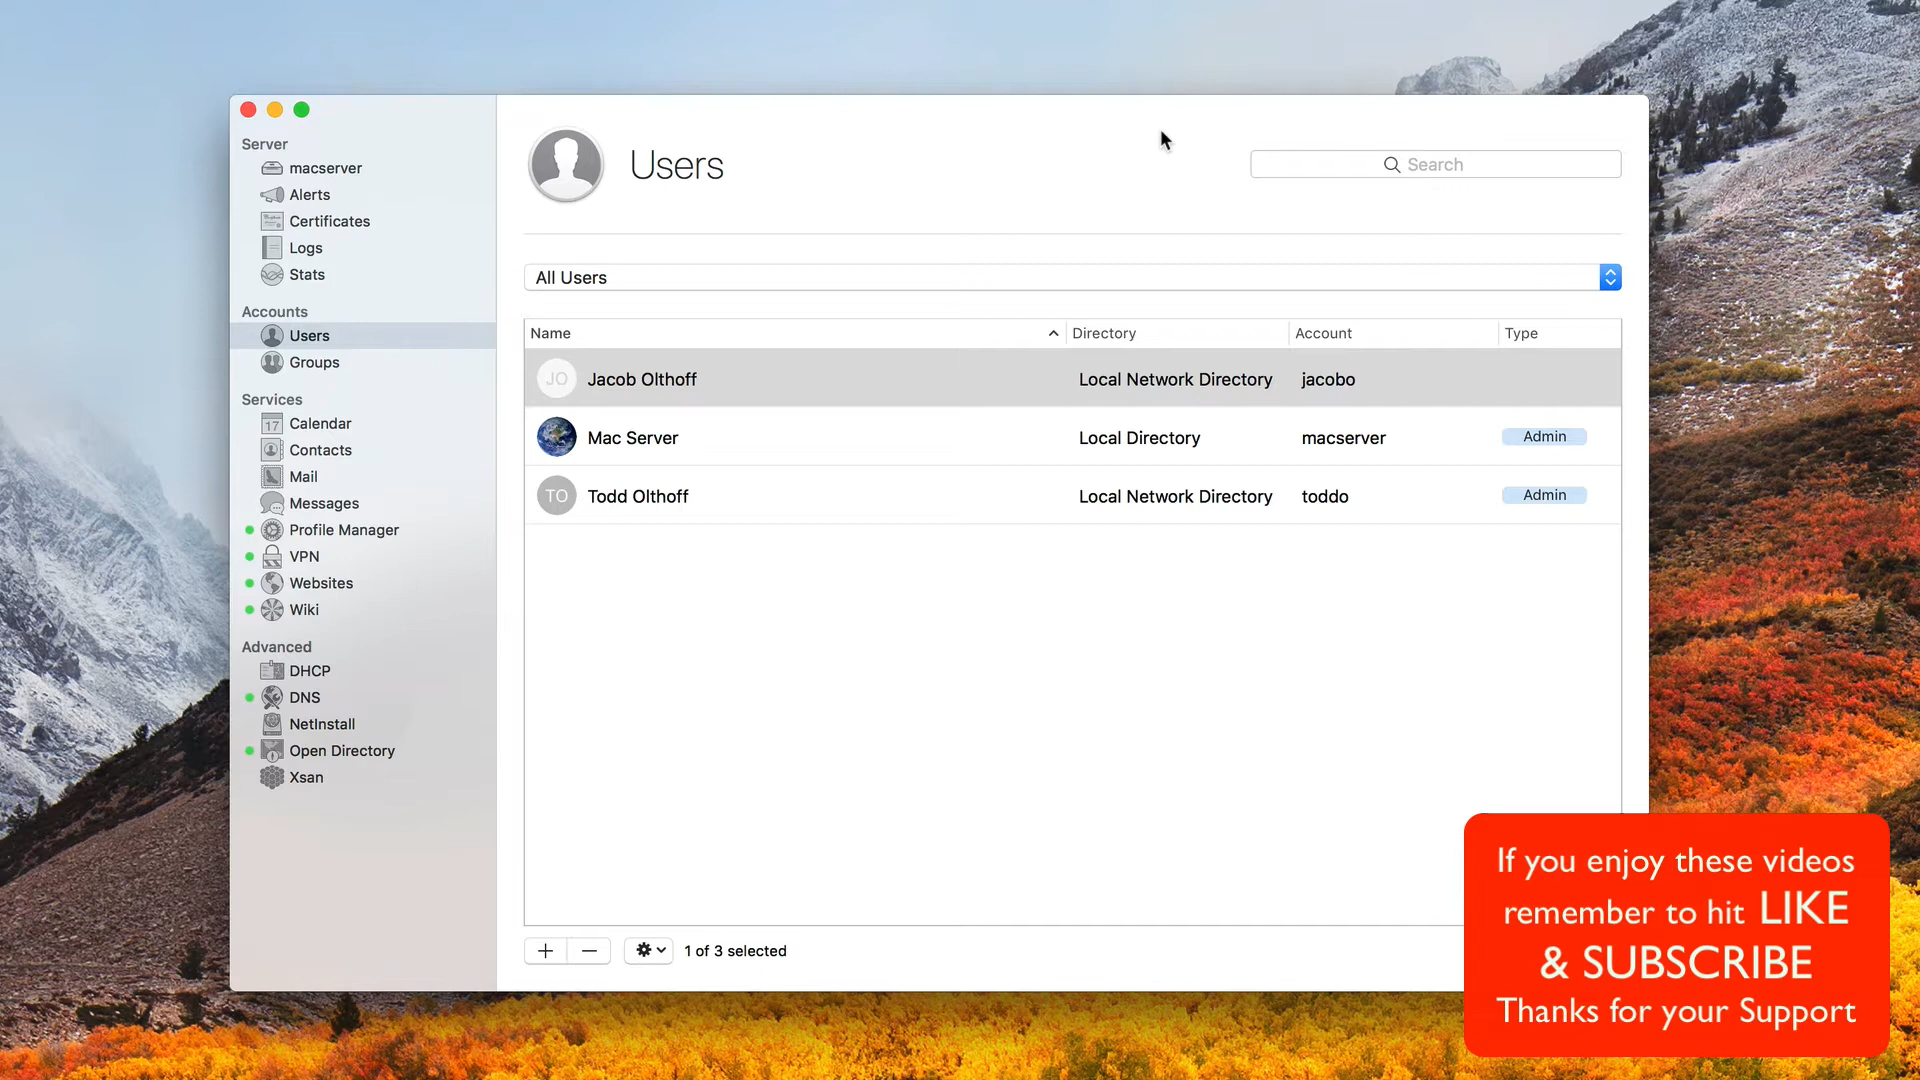 Server
macserver
Alerts
Certificates
Logs
Stats
Accounts
Users
Groups
Services
17 Calendar
Contacts
Mail
Messages
Profile Manager
VPN
Websites
Wiki
Advanced
DHCP
DNS
NetInstall
Open Directory
Xsan
Users
Search
All Users
Name Directory Account Type
JO Jacob Olthoff Local Network Directory jacobo
Mac Server Local Directory macserver Admin
TO Todd Olthoff Local Network Directory toddo Admin
1 of 3 selected
If you enjoy these videos
remember to hit LIKE
& SUBSCRIBE
Thanks for your Support